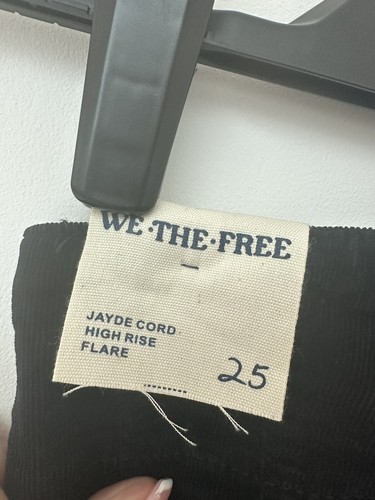 WE·THE·FREE
JAYDE CORD
HIGH RISE
FLARE
25